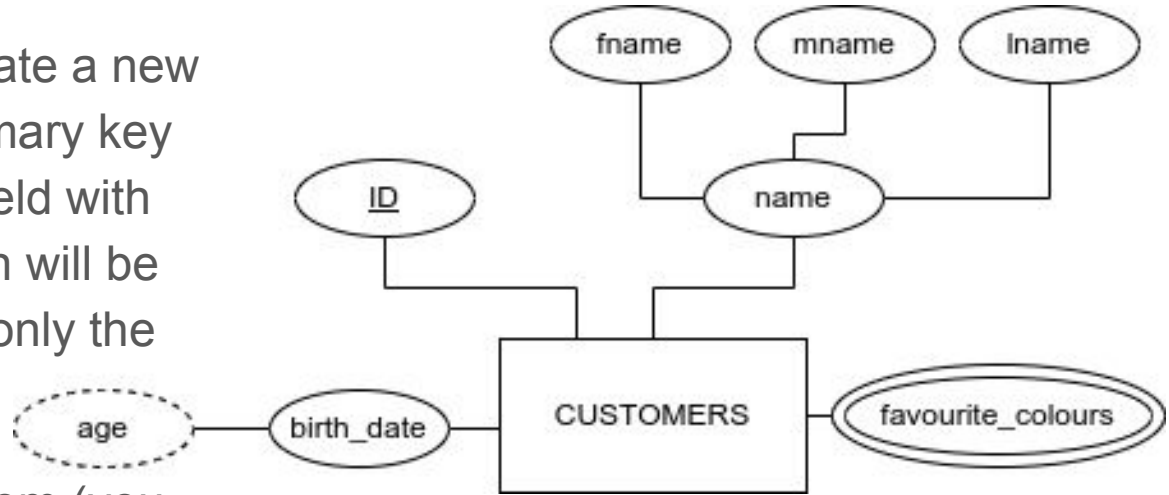 fname mname lname
ate a new
mary key
ID name
eld with
n will be
only the
age birth_date CUSTOMERS favourite_colours